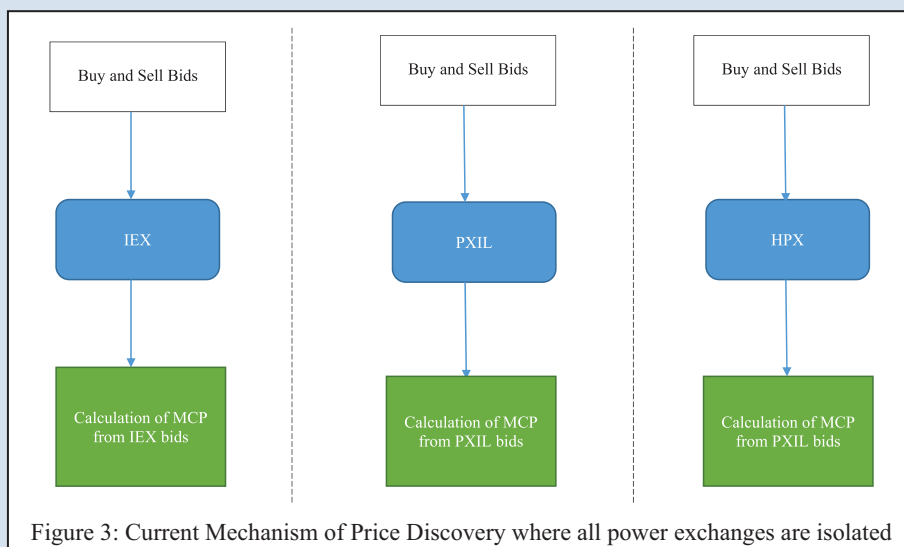 Buy and Sell Bids
Buy and Sell Bids
Buy and Sell Bids
IEX
PXIL
HPX
Calculation of MCP
from IEX bids
Calculation of MCP
from PXIL bids
Calculation of MCP
from PXIL bids
Figure 3: Current Mechanism of Price Discovery where all power exchanges are isolated